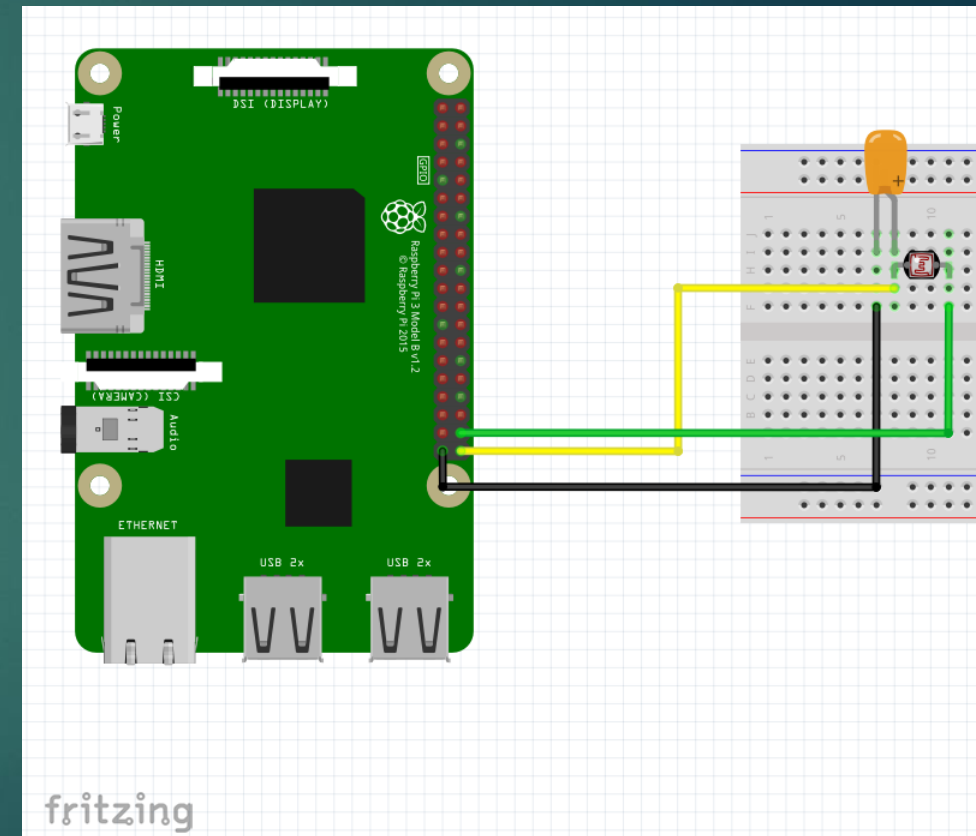 DSI (DISPLAY)
Power
GPIO
HDMI
Raspberry Pi 3 Model B v1.2
© Raspberry Pi 2015
CSI (CAMERA)
Audio
ETHERNET
USB 2x
USB 2x
+
1
5
10
J
I
H
F
E
D
C
B
1
5
10
fritzing